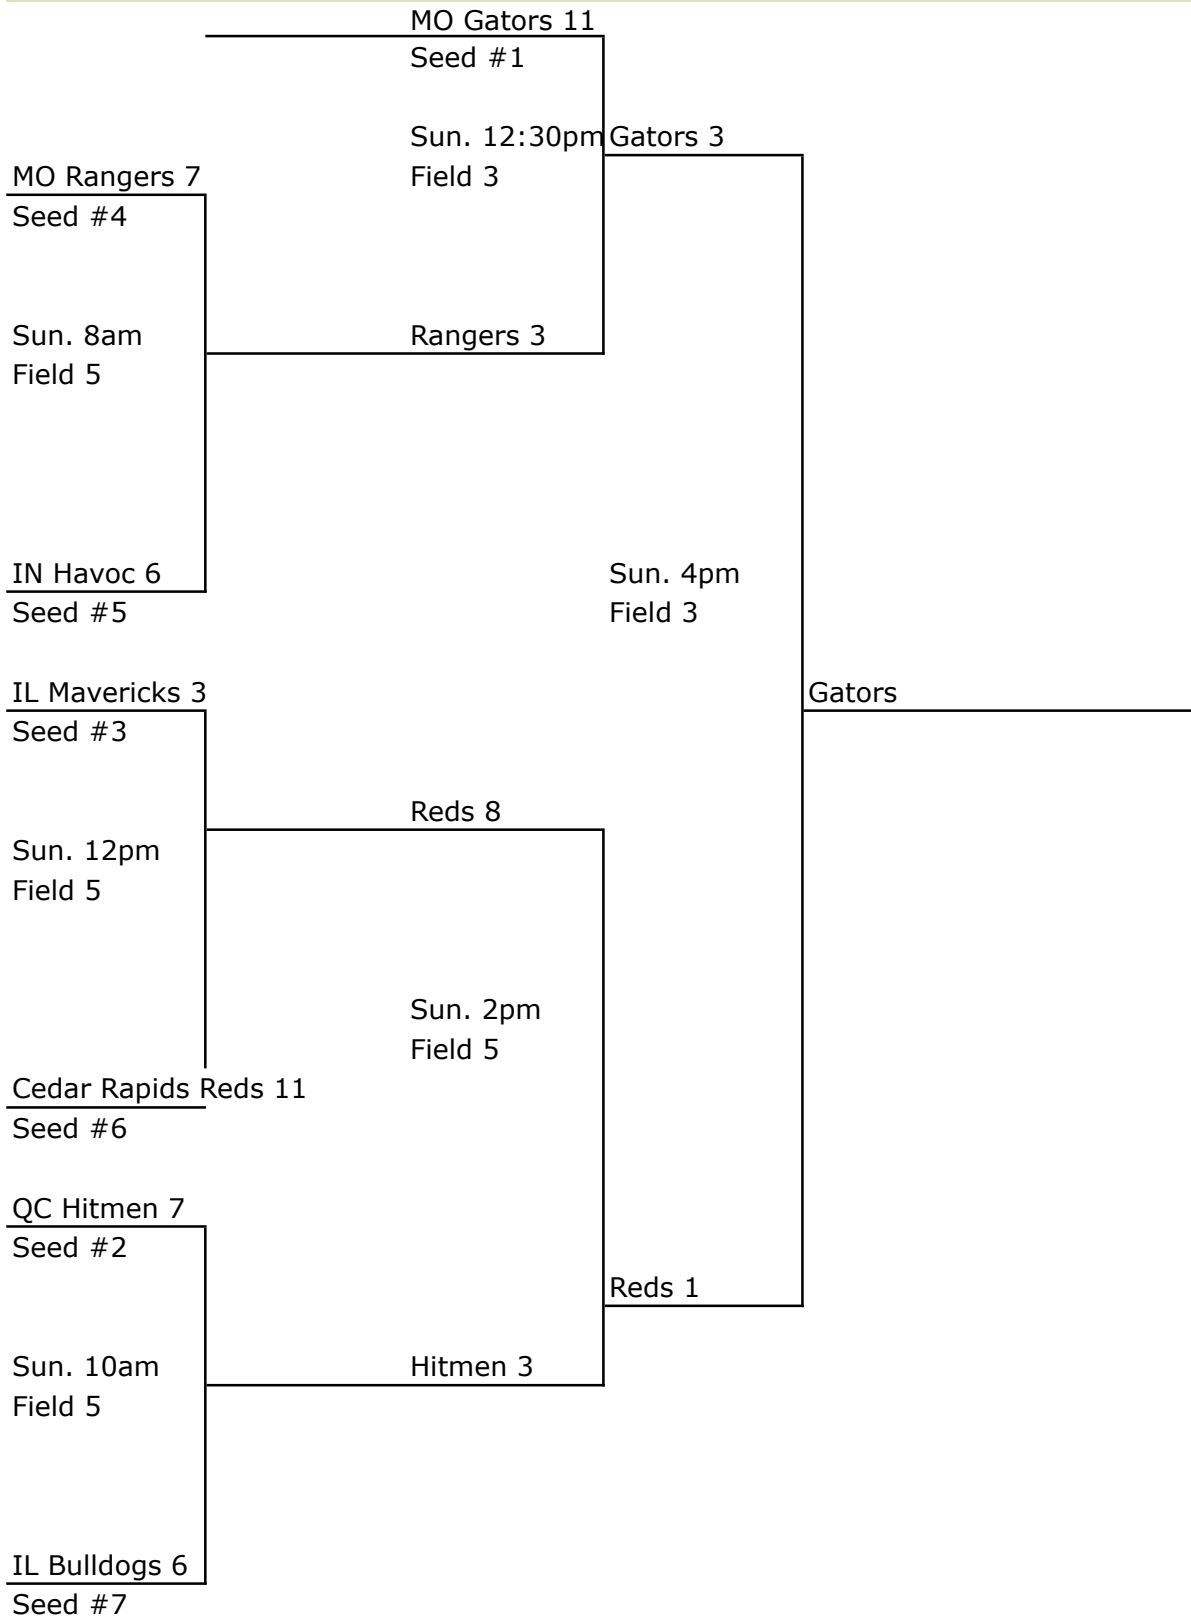 MO Gators 11
Seed #1
Sun. 12:30pm Gators 3
MO Rangers 7
Field 3
Seed #4
Sun. 8am
Rangers 3
Field 5
IN Havoc 6
Sun. 4pm
Seed #5
Field 3
IL Mavericks 3
Gators
Seed #3
Reds 8
Sun. 12pm
Field 5
Sun. 2pm
Field 5
Cedar Rapids Reds 11
Seed #6
QC Hitmen 7
Seed #2
Reds 1
Sun. 10am
Hitmen 3
Field 5
IL Bulldogs 6
Seed #7